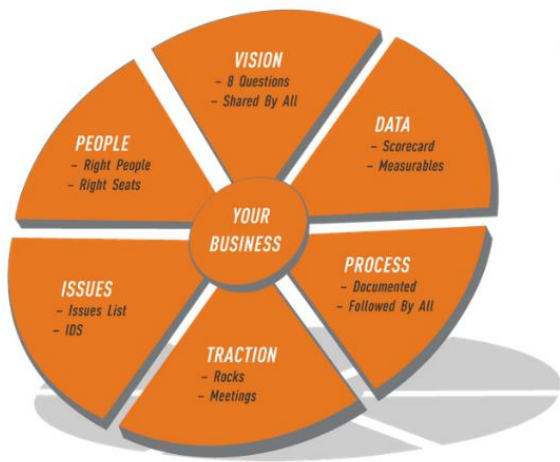 VISION
- 8 Questions
- Shared By All
DATA
- Scorecard
- Measurables
PROCESS
- Documented
- Followed By All
TRACTION
- Rocks
- Meetings
ISSUES
- Issues List
- IDS
PEOPLE
- Right People
- Right Seats
YOUR
BUSINESS